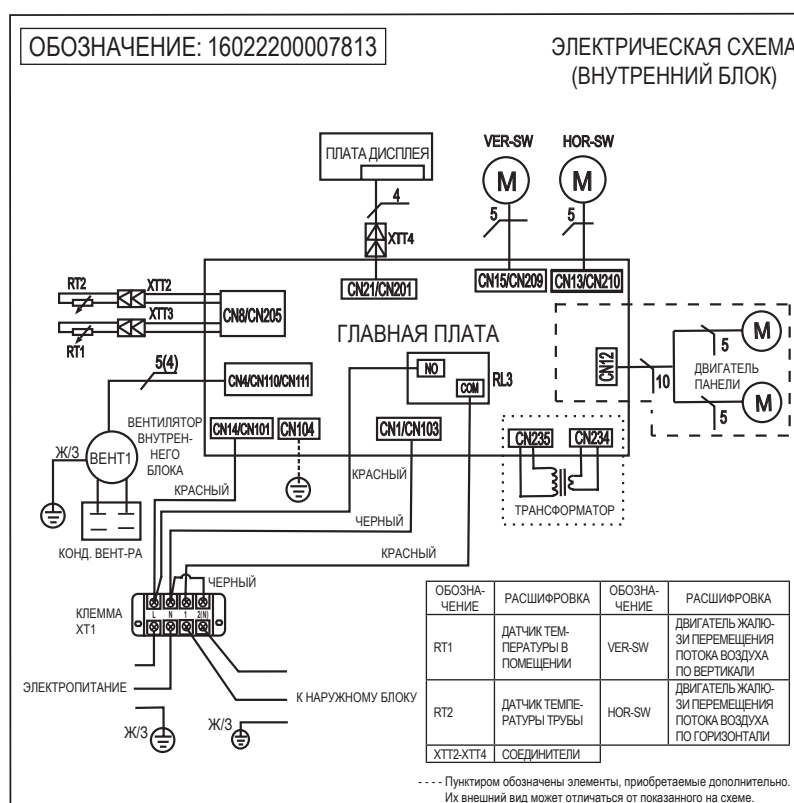 ОБОЗНАЧЕНИЕ: 16022200007813
ЭЛЕКТРИЧЕСКАЯ СХЕМА
(ВНУТРЕННИЙ БЛОК)
ПЛАТА ДИСПЛЕЯ
VER-SW
HOR-SW
M
M
4
5
5
XTT4
CN21/CN201
CN15/CN209
CN13/CN210
RT2
XTT2
XTT3
RT1
CN8/CN205
ГЛАВНАЯ ПЛАТА
NO
COM
RL3
CN12
10
5
M
ДВИГАТЕЛЬ
ПАНЕЛИ
5
M
5(4)
CN4/CN110/CN111
ВЕНТИЛЯТОР
ВНУТРЕН-
НЕГО
БЛОКА
CN14/CN101
CN104
CN1/CN103
CN235
CN234
ТРАНСФОРМАТОР
Ж/З
ВЕНТ1
КОНД. ВЕНТ-РА
КРАСНЫЙ
КРАСНЫЙ
ЧЕРНЫЙ
КРАСНЫЙ
ЧЕРНЫЙ
КЛЕММА
XT1
L
N
1
2(N)
ЭЛЕКТРОПИТАНИЕ
К НАРУЖНОМУ БЛОКУ
Ж/З
Ж/З
ОБОЗНА-
ЧЕНИЕ
РАСШИФРОВКА
ОБОЗНА-
ЧЕНИЕ
РАСШИФРОВКА
RT1
ДАТЧИК ТЕМ-
ПЕРАТУРЫ В
ПОМЕЩЕНИИ
VER-SW
ДВИГАТЕЛЬ ЖАЛЮ-
ЗИ ПЕРЕМЕЩЕНИЯ
ПОТОКА ВОЗДУХА
ПО ВЕРТИКАЛИ
RT2
ДАТЧИК ТЕМПЕ-
РАТУРЫ ТРУБЫ
HOR-SW
ДВИГАТЕЛЬ ЖАЛЮ-
ЗИ ПЕРЕМЕЩЕНИЯ
ПОТОКА ВОЗДУХА
ПО ГОРИЗОНТАЛИ
XTT2-XTT4
СОЕДИНИТЕЛИ
- - - - Пунктиром обозначены элементы, приобретаемые дополнительно.
Их внешний вид может отличаться от показанного на схеме.